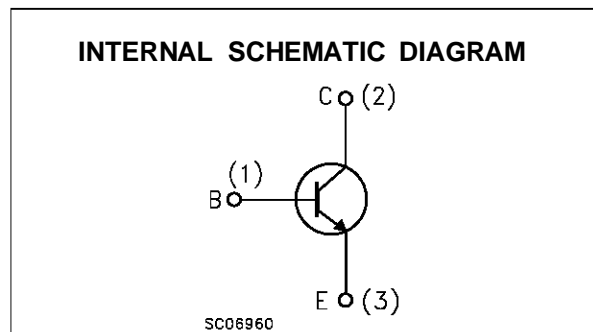 INTERNAL SCHEMATIC DIAGRAM
C (2)
(1)
B
E (3)
SC06960